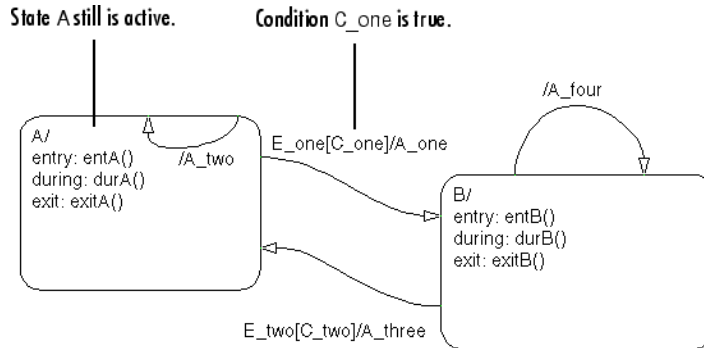 State A still is active.
Condition C_one is true.
/A_four
A/
entry: entA()
during: durA()
exit: exitA()
/A_two
E_one[C_one]/A_one
B/
entry: entB()
during: durB()
exit: exitB()
E_two[C_two]/A_three